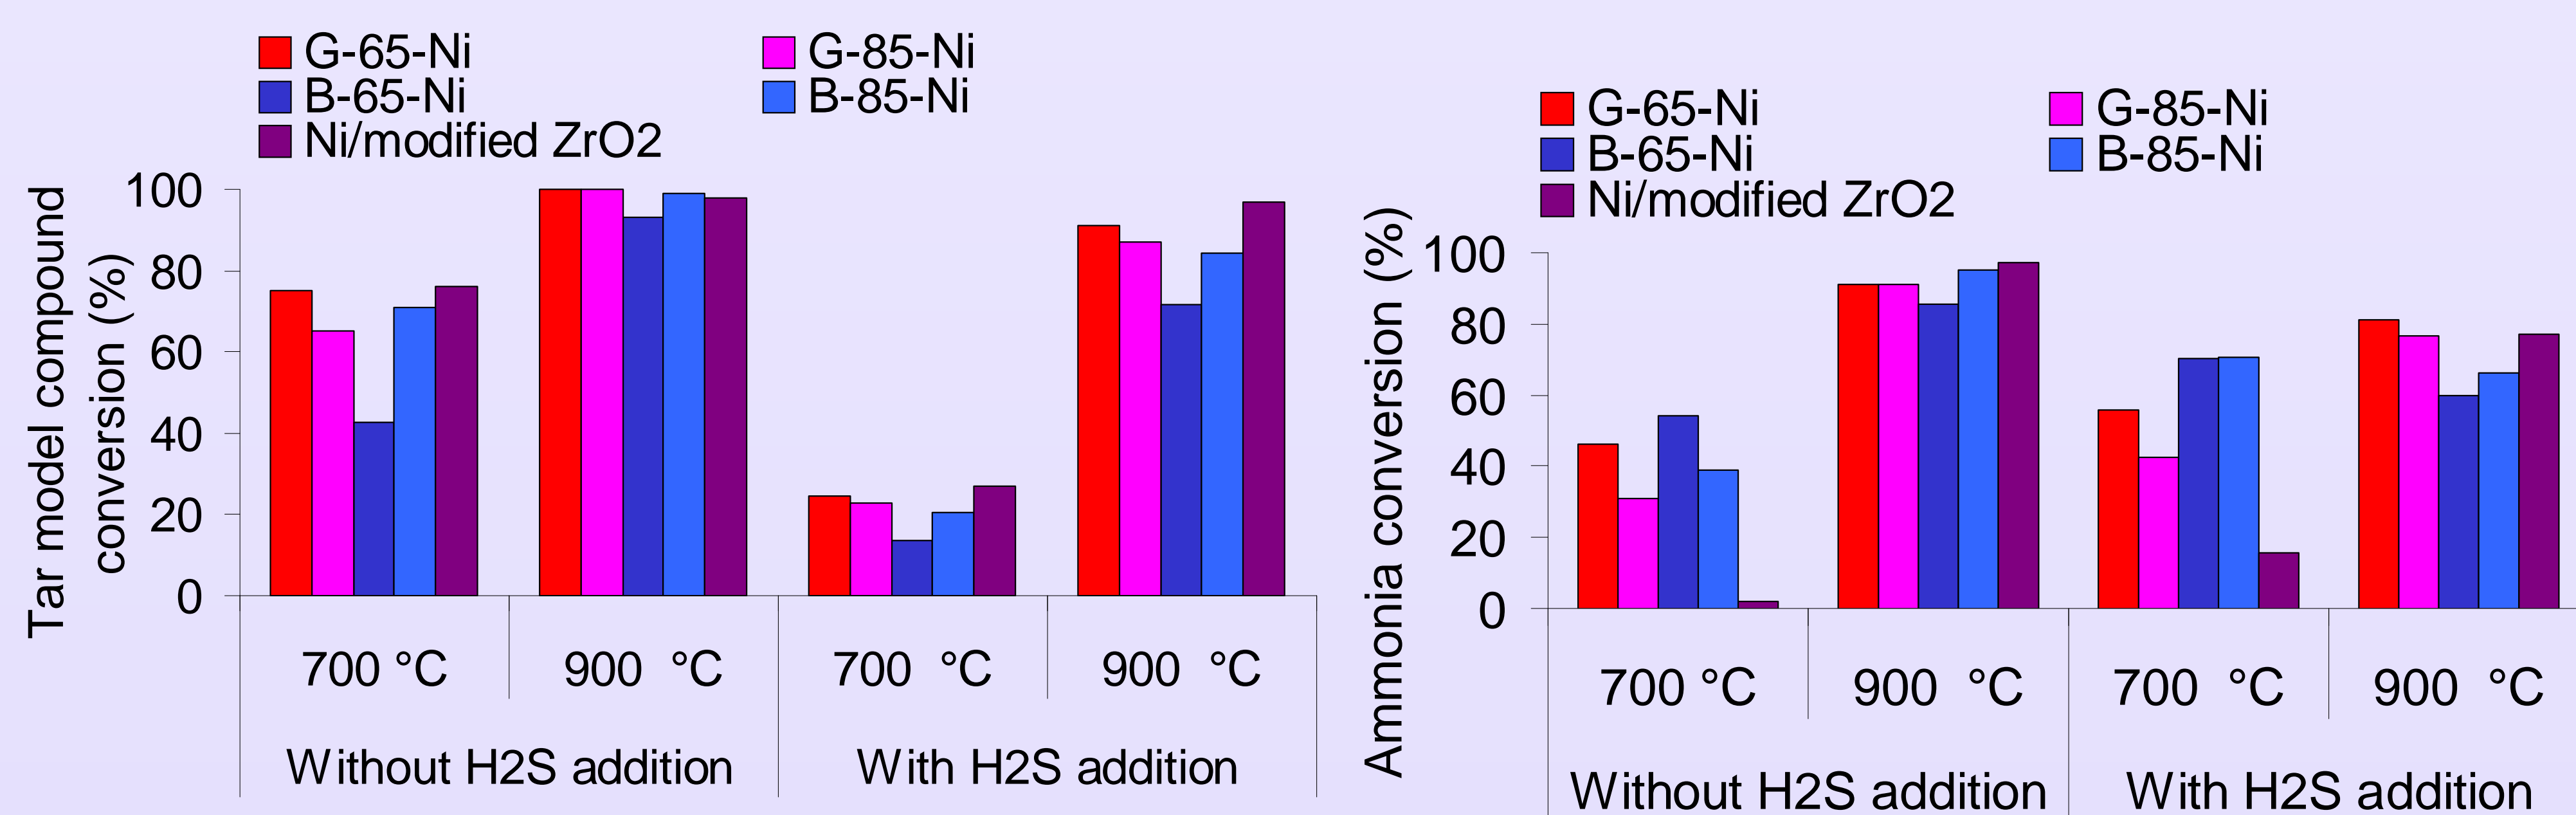 G-65-Ni G-85-Ni
B-65-Ni B-85-Ni
Ni/modified ZrO2
Tar model compound
conversion (%)
100
80
60
40
20
0
700 °C 900 °C 700 °C 900 °C
Without H2S addition With H2S addition
G-65-Ni G-85-Ni
B-65-Ni B-85-Ni
Ni/modified ZrO2
Ammonia conversion (%)
100
80
60
40
20
0
700 °C 900 °C 700 °C 900 °C
Without H2S addition With H2S addition